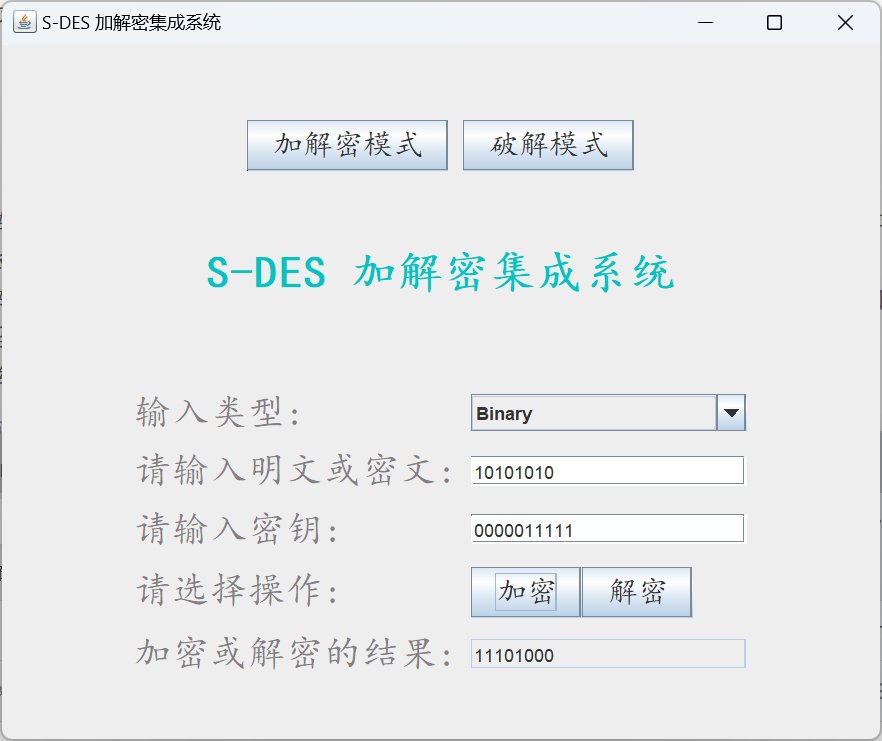 S-DES 加解密集成系统
加解密模式 破解模式
S-DES 加解密集成系统
输入类型: Binary
请输入明文或密文: 10101010
请输入密钥: 0000011111
请选择操作: 加密 解密
加密或解密的结果: 11101000